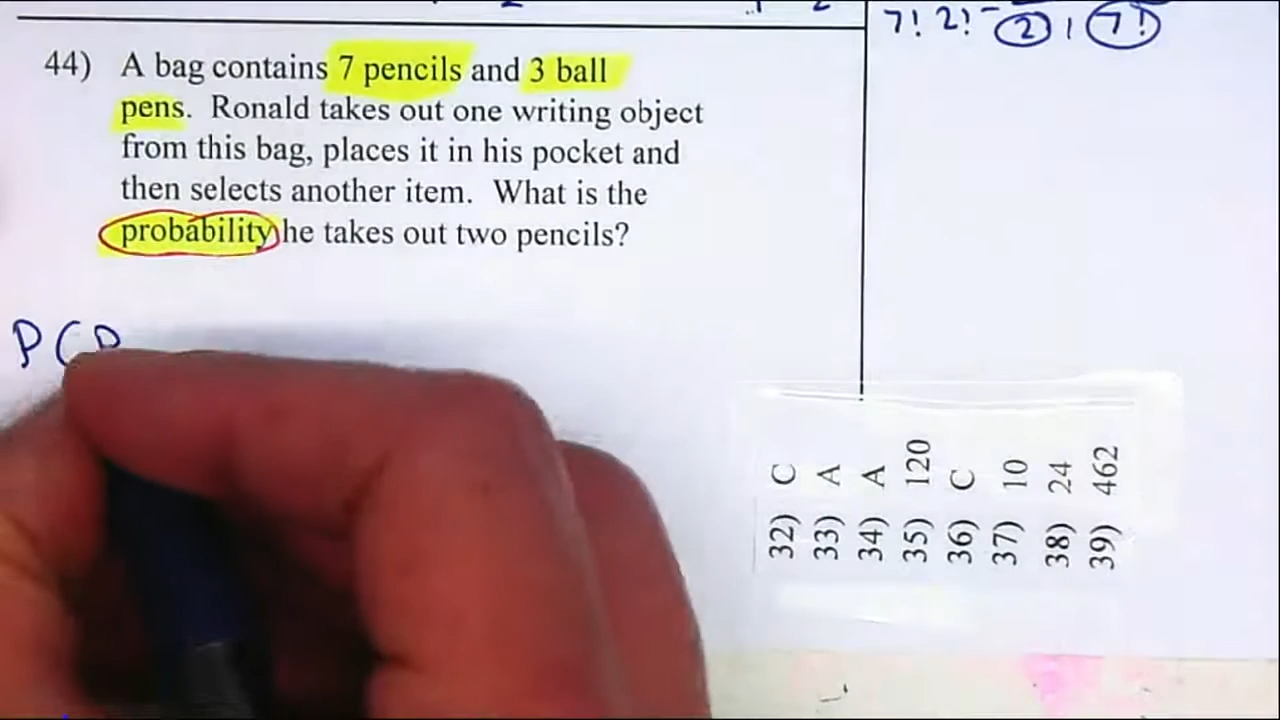 7! 2! 2 1 7!
44) A bag contains 7 pencils and 3 ball
pens. Ronald takes out one writing object
from this bag, places it in his pocket and
then selects another item. What is the
probability he takes out two pencils?
P(P
32) C
33) A
34) A
35) 120
36) C
37) 10
38) 24
39) 462